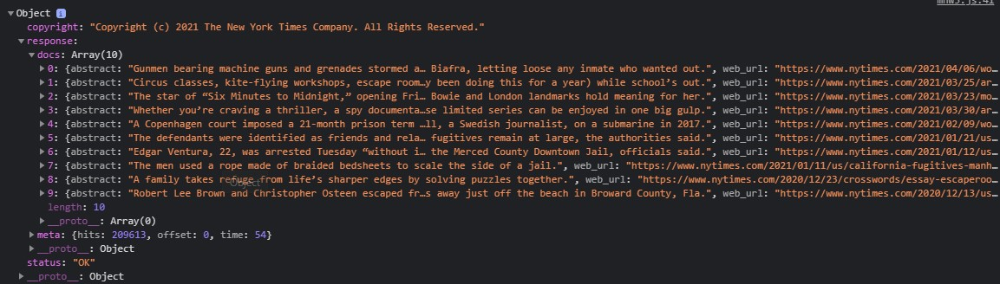 mnw5.js:41
Object i
copyright: "Copyright (c) 2021 The New York Times Company. All Rights Reserved."
response:
docs: Array(10)
0: {abstract: "Gunmen bearing machine guns and grenades stormed a… Biafra, letting loose any inmate who wanted out.", web_url: "https://www.nytimes.com/2021/04/06/wo…
1: {abstract: "Circus classes, kite-flying workshops, escape room…y been doing this for a year) while school's out.", web_url: "https://www.nytimes.com/2021/03/25/ar…
2: {abstract: "The star of “Six Minutes to Midnight,” opening Fri… Bowie and London landmarks hold meaning for her.", web_url: "https://www.nytimes.com/2021/03/23/mo…
3: {abstract: "Whether you're craving a thriller, a spy documenta…se limited series can be enjoyed in one big gulp.", web_url: "https://www.nytimes.com/2021/03/30/ar…
4: {abstract: "A Copenhagen court imposed a 21-month prison term …ll, a Swedish journalist, on a submarine in 2017.", web_url: "https://www.nytimes.com/2021/02/09/wo…
5: {abstract: "The defendants were identified as friends and rela… fugitives remain at large, the authorities said.", web_url: "https://www.nytimes.com/2021/01/21/us…
6: {abstract: "Edgar Ventura, 22, was arrested Tuesday “without i… the Merced County Downtown Jail, officials said.", web_url: "https://www.nytimes.com/2021/01/12/us…
7: {abstract: "The men used a rope made of braided bedsheets to scale the side of a jail.", web_url: "https://www.nytimes.com/2021/01/11/us/california-fugitives-manh…
8: {abstract: "A family takes refuge from life's sharper edges by solving puzzles together.", web_url: "https://www.nytimes.com/2020/12/23/crosswords/essay-escaperoo…
Object
9: {abstract: "Robert Lee Brown and Christopher Osteen escaped fr…s away just off the beach in Broward County, Fla.", web_url: "https://www.nytimes.com/2020/12/13/us…
length: 10
__proto__: Array(0)
meta: {hits: 209613, offset: 0, time: 54}
__proto__: Object
status: "OK"
__proto__: Object